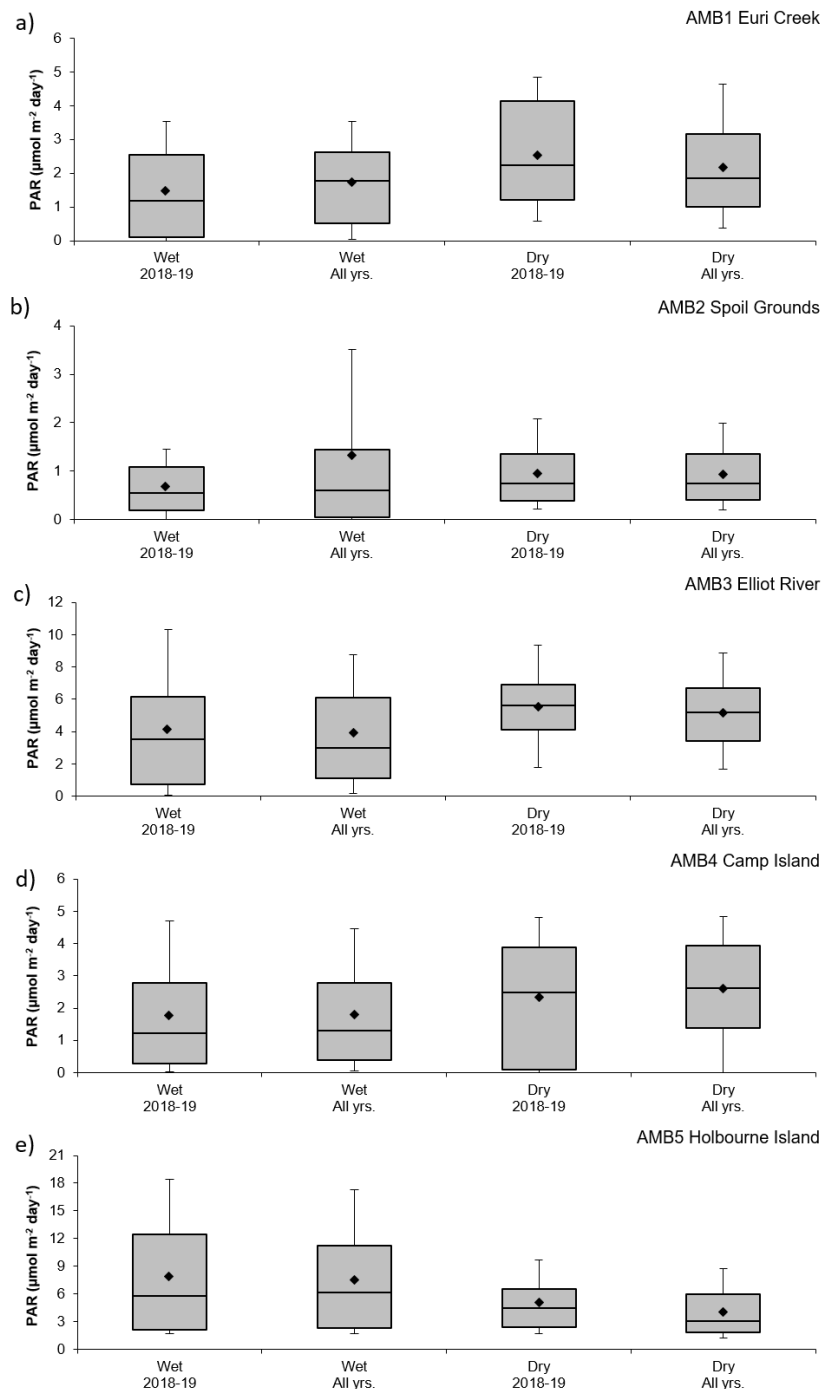 a)
AMB1 Euri Creek
PAR (µmol m-2 day-1)
6
5
4
3
2
1
0
Wet Wet Dry Dry
2018-19 All yrs. 2018-19 All yrs.
b)
AMB2 Spoil Grounds
PAR (µmol m-2 day-1)
4
3
2
1
0
Wet Wet Dry Dry
2018-19 All yrs. 2018-19 All yrs.
c)
AMB3 Elliot River
PAR (µmol m-2 day-1)
12
10
8
6
4
2
0
Wet Wet Dry Dry
2018-19 All yrs. 2018-19 All yrs.
d)
AMB4 Camp Island
PAR (µmol m-2 day-1)
6
5
4
3
2
1
0
Wet Wet Dry Dry
2018-19 All yrs. 2018-19 All yrs.
e)
AMB5 Holbourne Island
PAR (µmol m-2 day-1)
21
18
15
12
9
6
3
0
Wet Wet Dry Dry
2018-19 All yrs. 2018-19 All yrs.